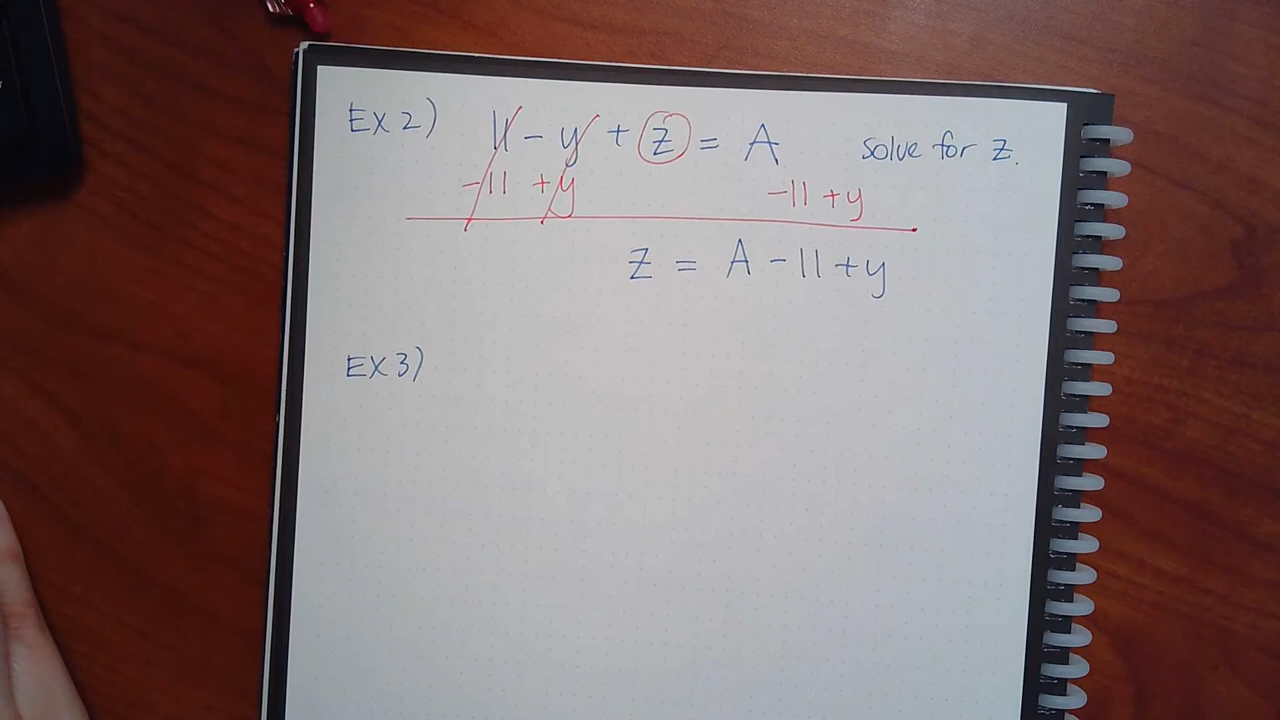 Ex 2) 11 - y + z = A solve for z.
-11 +y -11 + y
z = A - 11 + y
Ex 3)